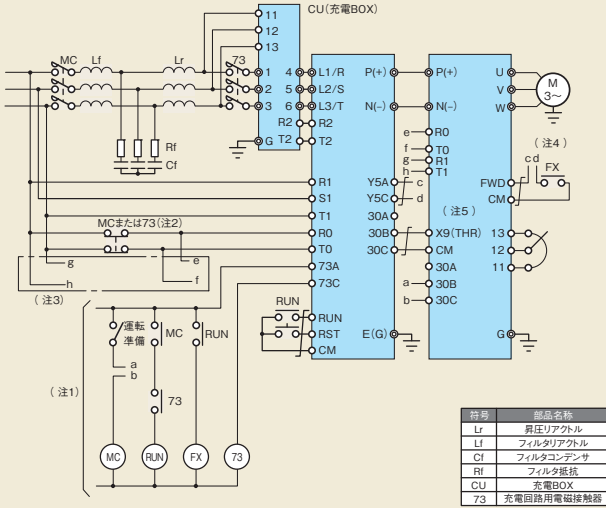 CU(充電BOX)
11
12
13
MC Lf Lr 73
1 4 L1/R P(+) P(+) U
2 5 L2/S V
3 6 L3/T N(-) N(-) W
M
3~
R2 R2
G T2 T2
Rf
Cf
e R0
f T0
g R1
h T1
(注4)
c d FX
R1 Y5A c FWD
S1 Y5C d CM
T1 30A (注5)
MCまたは73(注2)
R0 30B X9(THR) 13
T0 30C CM 12
g e
73A 30A 11
h f
73C a 30B
(注3)
b 30C
RUN
RUN E(G) G
RST
CM
運転
準備
MC
RUN
a
b
(注1)
73
MC RUN FX 73
符号 部品名称
Lr 昇圧リアクトル
Lf フィルタリアクトル
Cf フィルタコンデンサ
Rf フィルタ抵抗
CU 充電BOX
73 充電回路用電磁接触器